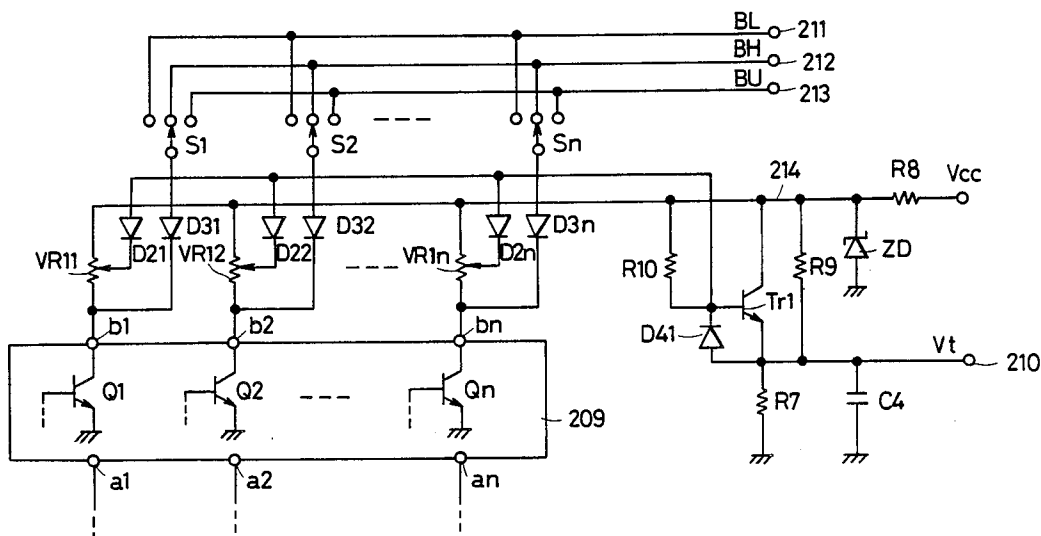 BL 211
BH 212
BU 213
S1 S2 Sn
214 R8 Vcc
D31 D32 D3n
VR11 D21 VR12 D22 VR1n D2n R10 R9 ZD
Tr1
b1 b2 bn D41
Vt 210
Q1 Q2 Qn R7 C4
209
a1 a2 an